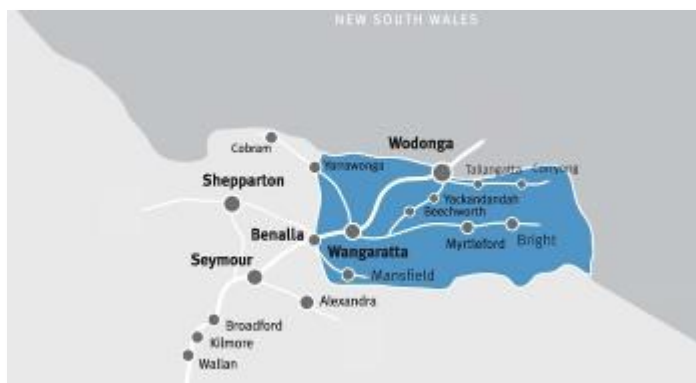 NEW SOUTH WALES
Wodonga
Cobram
Yarrawonga
Tallangatta
Corryong
Shepparton
Yackandandah
Beechworth
Benalla
Wangaratta
Myrtleford
Bright
Seymour
Mansfield
Alexandra
Broadford
Kilmore
Wallan